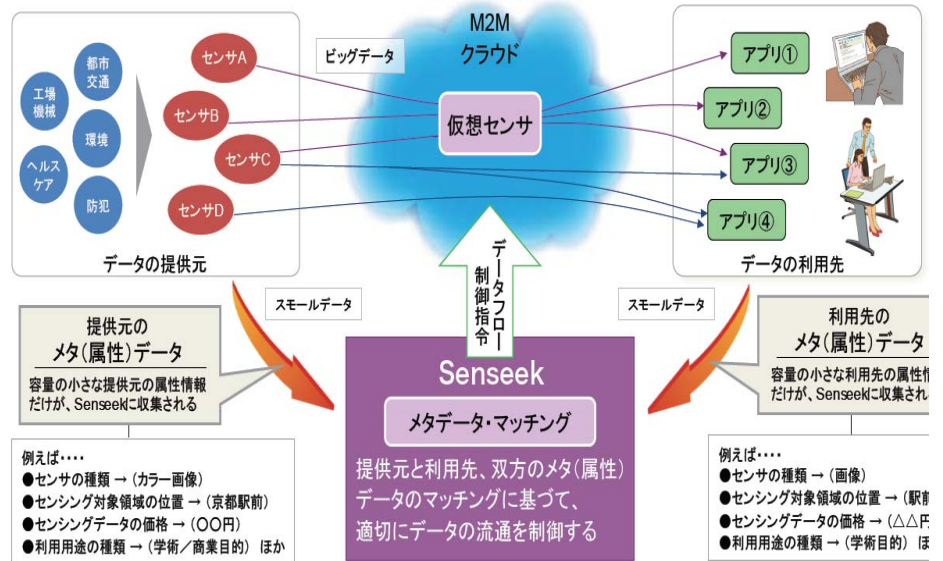 M2M
クラウド
ビッグデータ
工場
機械
都市
交通
環境
ヘルス
ケア
防犯
センサA
センサB
センサC
センサD
データの提供元
仮想センサ
アプリ①
アプリ②
アプリ③
アプリ④
データの利用先
スモールデータ
データフロー
制御指令
スモールデータ
提供元の
メタ(属性)データ
容量の小さな提供元の属性情報
だけが、Senseekに収集される
例えば‥‥
●センサの種類 → (カラー画像)
●センシング対象領域の位置 → (京都駅前)
●センシングデータの価格 → (〇〇円)
●利用用途の種類 → (学術/商業目的) ほか
Senseek
メタデータ・マッチング
提供元と利用先、双方のメタ(属性)
データのマッチングに基づて、
適切にデータの流通を制御する
利用先の
メタ(属性)データ
容量の小さな利用先の属性情
だけが、Senseekに収集され
例えば‥‥
●センサの種類 → (画像)
●センシング対象領域の位置 → (駅前
●センシングデータの価格 → (△△円
●利用用途の種類 → (学術目的) ほ